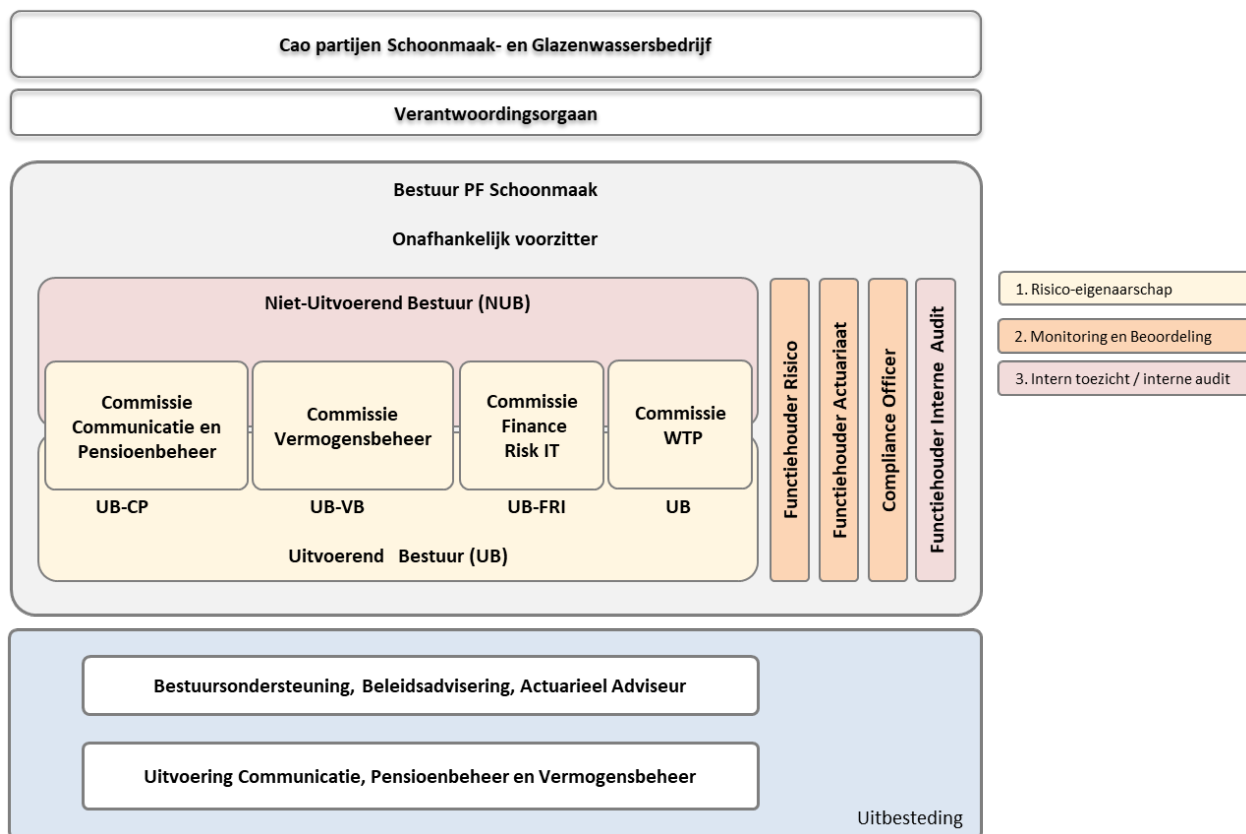 Cao partijen Schoonmaak- en Glazenwassersbedrijf
Verantwoordingsorgaan
Bestuur PF Schoonmaak
Onafhankelijk voorzitter
Niet-Uitvoerend Bestuur (NUB)
Commissie
Communicatie en
Pensioenbeheer
Commissie
Vermogensbeheer
Commissie
Finance
Risk IT
Commissie
WTP
UB-CP
UB-VB
UB-FRI
UB
Uitvoerend Bestuur (UB)
Functiehouder Risico
Functiehouder Actuariaat
Compliance Officer
Functiehouder Interne Audit
1. Risico-eigenaarschap
2. Monitoring en Beoordeling
3. Intern toezicht / interne audit
Bestuursondersteuning, Beleidsadvisering, Actuarieel Adviseur
Uitvoering Communicatie, Pensioenbeheer en Vermogensbeheer
Uitbesteding